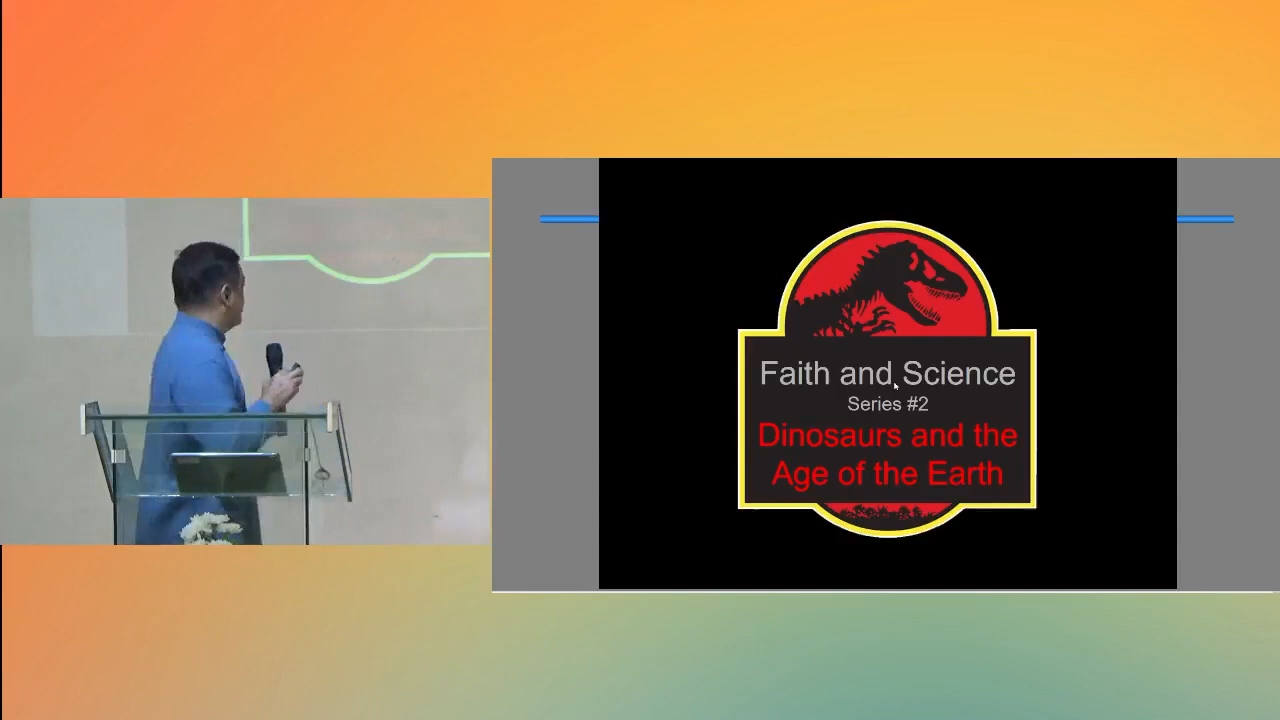 Faith and Science
Series #2
Dinosaurs and the
Age of the Earth